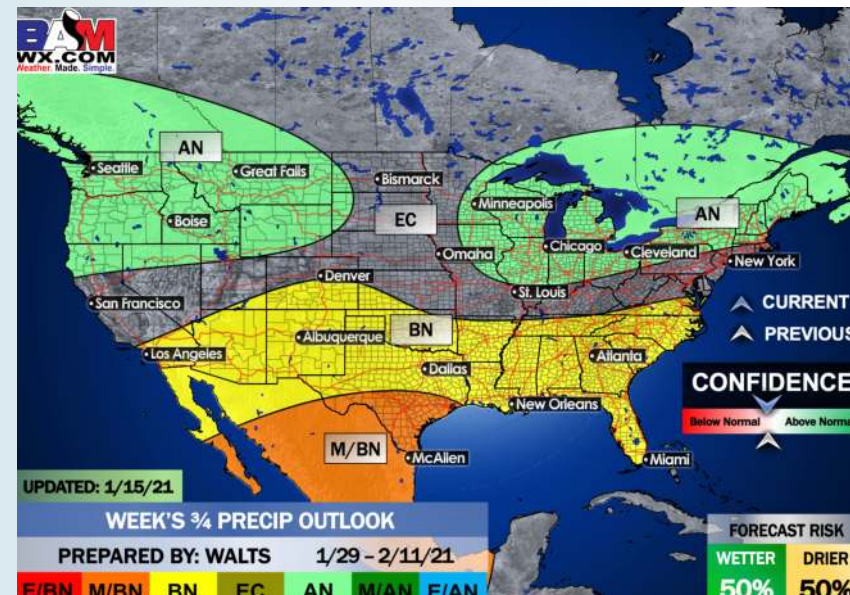 BAM
WX.COM
Weather. Made. Simple.
AN
Seattle
Great Falls
Boise
Bismarck
EC
Minneapolis
AN
Chicago
Cleveland
New York
Omaha
Denver
St. Louis
San Francisco
CURRENT
PREVIOUS
BN
Albuquerque
Los Angeles
Atlanta
Dallas
CONFIDENCE
Below Normal Above Norma
New Orleans
M/BN
McAllen
Miami
UPDATED: 1/15/21
WEEK'S ¾ PRECIP OUTLOOK
PREPARED BY: WALTS 1/29 – 2/11/21
E/BN M/BN BN EC AN M/AN E/AN
FORECAST RISK
WETTER DRIER
50% 50%